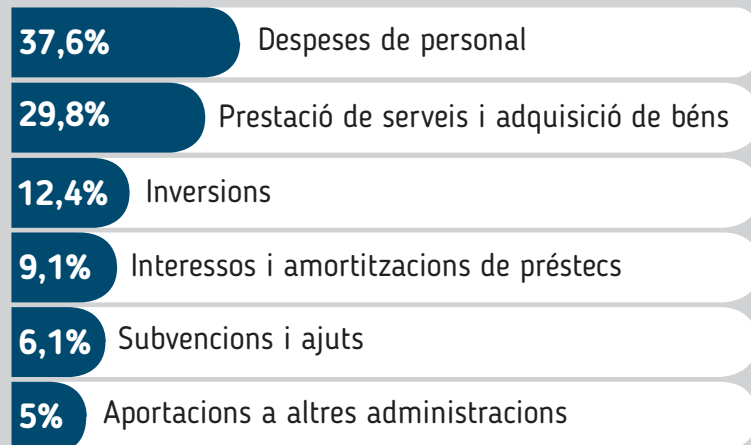 37,6% Despeses de personal
29,8% Prestació de serveis i adquisició de béns
12,4% Inversions
9,1% Interessos i amortitzacions de préstecs
6,1% Subvencions i ajuts
5% Aportacions a altres administracions